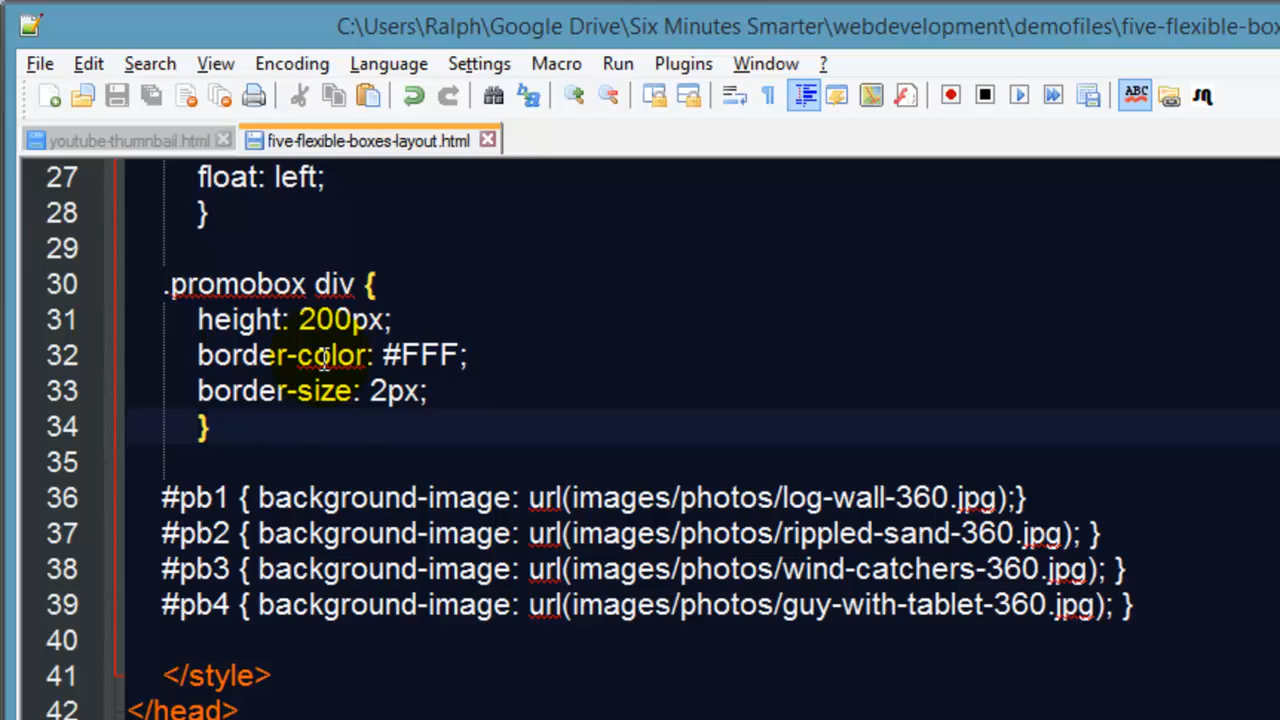 C:\Users\Ralph\Google Drive\Six Minutes Smarter\webdevelopment\demofiles\five-flexible-box
File Edit Search View Encoding Language Settings Macro Run Plugins Window ?
ABC
youtube-thumnbail.html five-flexible-boxes-layout.html
27 float: left;
28 }
29
30 .promobox div {
31 height: 200px;
32 border-color: #FFF;
33 border-size: 2px;
34 }
35
36 #pb1 { background-image: url(images/photos/log-wall-360.jpg);}
37 #pb2 { background-image: url(images/photos/rippled-sand-360.jpg); }
38 #pb3 { background-image: url(images/photos/wind-catchers-360.jpg); }
39 #pb4 { background-image: url(images/photos/guy-with-tablet-360.jpg); }
40
41 </style>
42 </head>